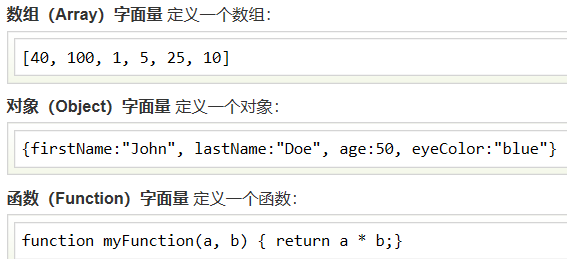 数组（Array）字面量 定义一个数组：
[40, 100, 1, 5, 25, 10]
对象（Object）字面量 定义一个对象：
{firstName:"John", lastName:"Doe", age:50, eyeColor:"blue"}
函数（Function）字面量 定义一个函数：
function myFunction(a, b) { return a * b;}